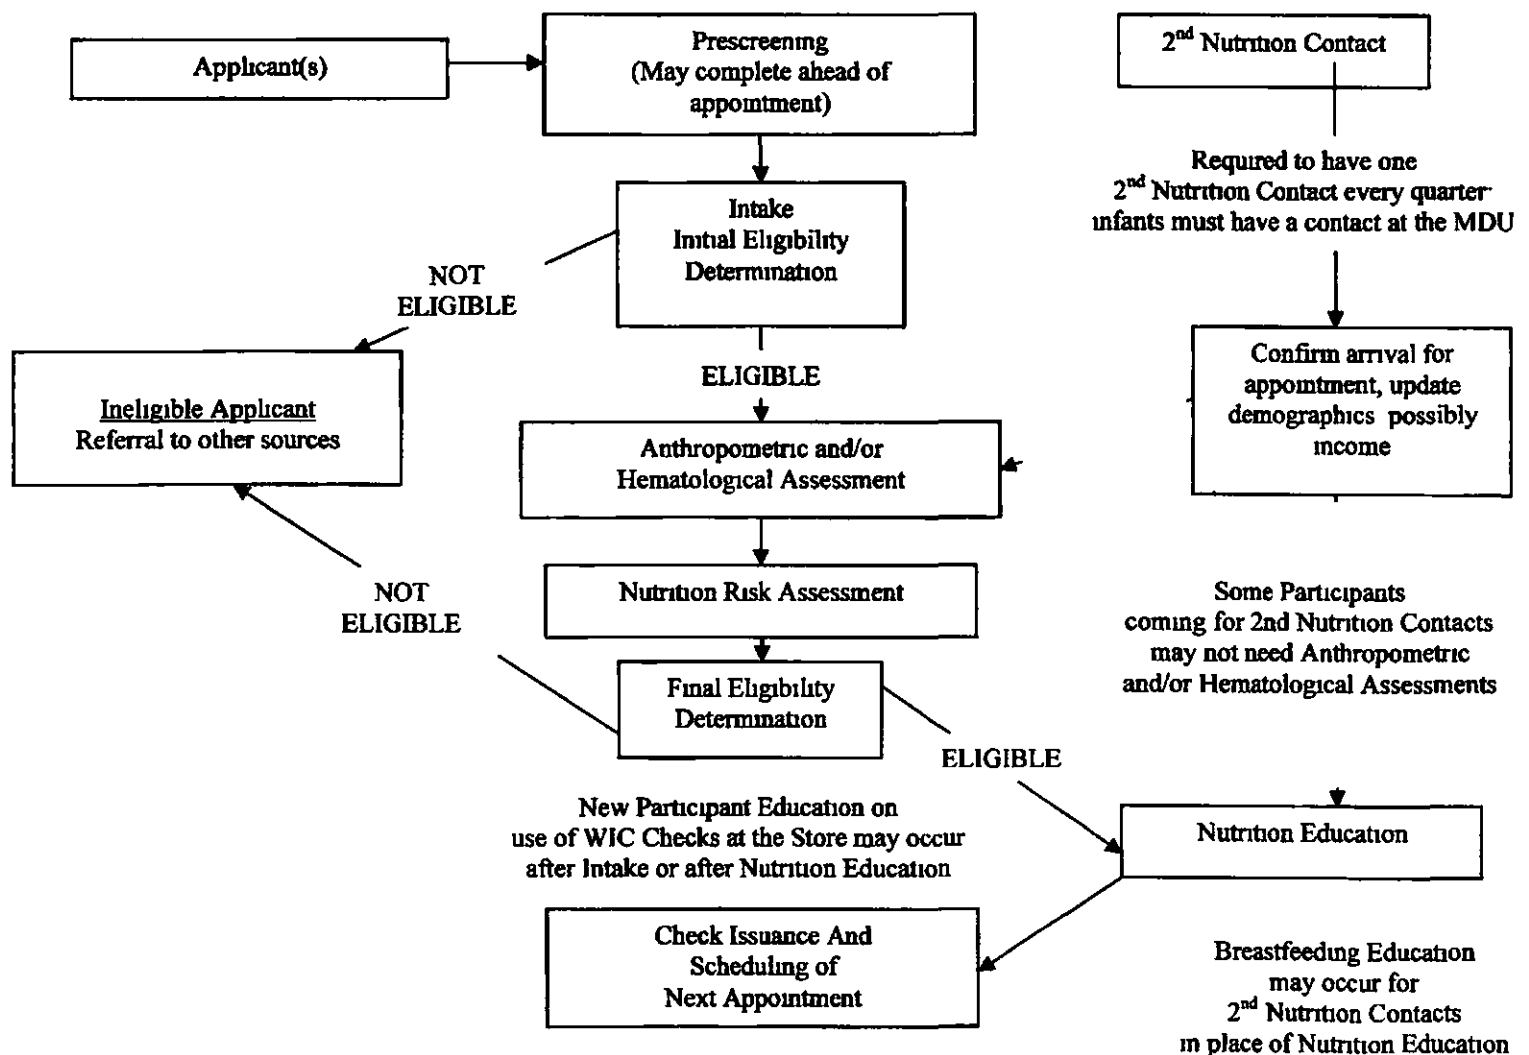 Applicant(s)
Prescreening
(May complete ahead of
appointment)
2nd Nutrition Contact
Required to have one
2nd Nutrition Contact every quarter
infants must have a contact at the MDU
Intake
Initial Eligibility
Determination
NOT
ELIGIBLE
ELIGIBLE
Ineligible Applicant
Referral to other sources
Confirm arrival for
appointment, update
demographics possibly
income
Anthropometric and/or
Hematological Assessment
Nutrition Risk Assessment
NOT
ELIGIBLE
Some Participants
coming for 2nd Nutrition Contacts
may not need Anthropometric
and/or Hematological Assessments
Final Eligibility
Determination
ELIGIBLE
New Participant Education on
use of WIC Checks at the Store may occur
after Intake or after Nutrition Education
Nutrition Education
Check Issuance And
Scheduling of
Next Appointment
Breastfeeding Education
may occur for
2nd Nutrition Contacts
in place of Nutrition Education